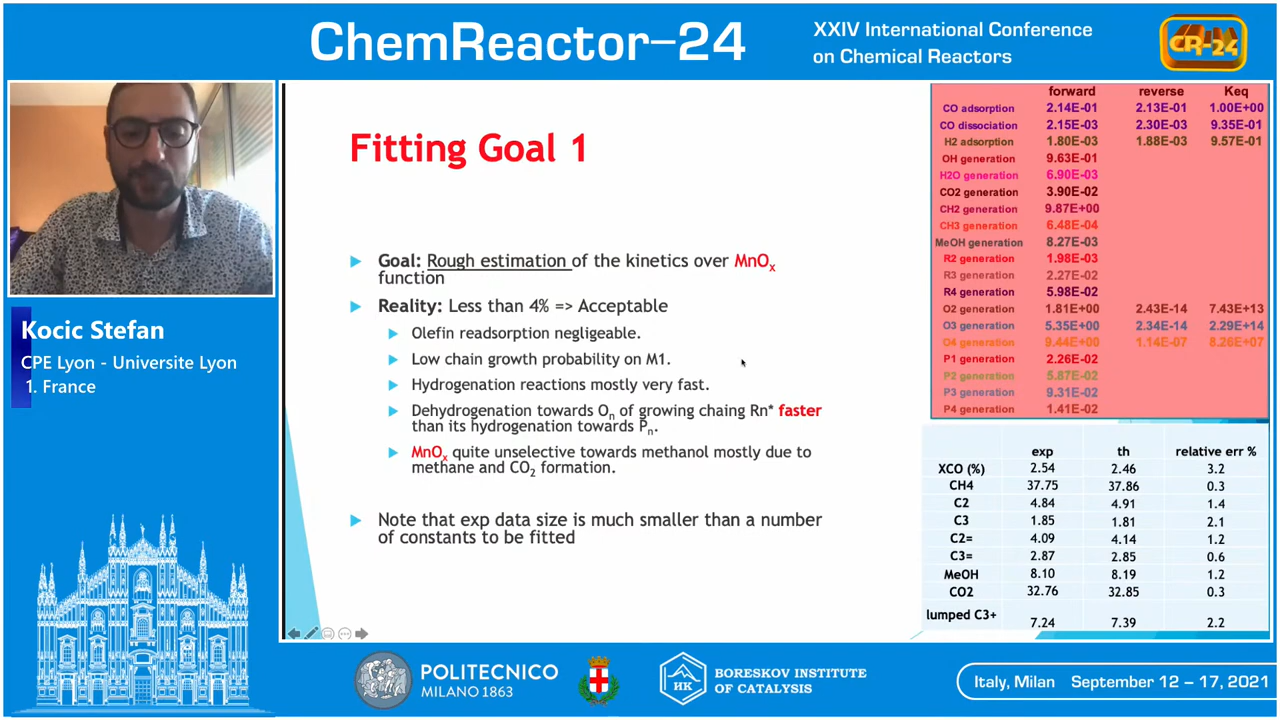 ChemReactor-24
XXIV International Conference
on Chemical Reactors
CR-24
Kocic Stefan
CPE Lyon - Universite Lyon
1. France
Fitting Goal 1
Goal: Rough estimation of the kinetics over MnOx
function
Reality: Less than 4% => Acceptable
Olefin readsorption negligeable.
Low chain growth probability on M1.
Hydrogenation reactions mostly very fast.
Dehydrogenation towards On of growing chaing Rn* faster
than its hydrogenation towards Pn.
MnOx quite unselective towards methanol mostly due to
methane and CO2 formation.
Note that exp data size is much smaller than a number
of constants to be fitted
forward reverse Keq
CO adsorption 2.14E-01 2.13E-01 1.00E+00
CO dissociation 2.15E-03 2.30E-03 9.35E-01
H2 adsorption 1.80E-03 1.88E-03 9.57E-01
OH generation 9.63E-01
H2O generation 6.90E-03
CO2 generation 3.90E-02
CH2 generation 9.87E+00
CH3 generation 6.48E-04
MeOH generation 8.27E-03
R2 generation 1.98E-03
R3 generation 2.27E-02
R4 generation 5.98E-02
O2 generation 1.81E+00 2.43E-14 7.43E+13
O3 generation 5.35E+00 2.34E-14 2.29E+14
O4 generation 9.44E+00 1.14E-07 8.26E+07
P1 generation 2.26E-02
P2 generation 5.87E-02
P3 generation 9.31E-02
P4 generation 1.41E-02
exp th relative err %
XCO (%) 2.54 2.46 3.2
CH4 37.75 37.86 0.3
C2 4.84 4.91 1.4
C3 1.85 1.81 2.1
C2= 4.09 4.14 1.2
C3= 2.87 2.85 0.6
MeOH 8.10 8.19 1.2
CO2 32.76 32.85 0.3
lumped C3+ 7.24 7.39 2.2
POLITECNICO
MILANO 1863
HK
BORESKOV INSTITUTE
OF CATALYSIS
Italy, Milan September 12 – 17, 2021